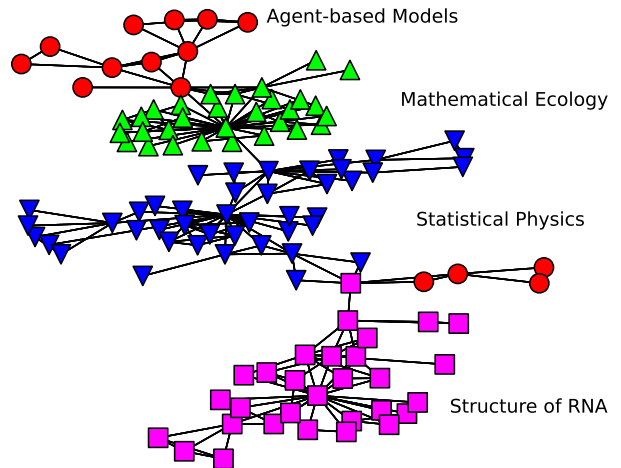 Agent-based Models
Mathematical Ecology
Statistical Physics
Structure of RNA